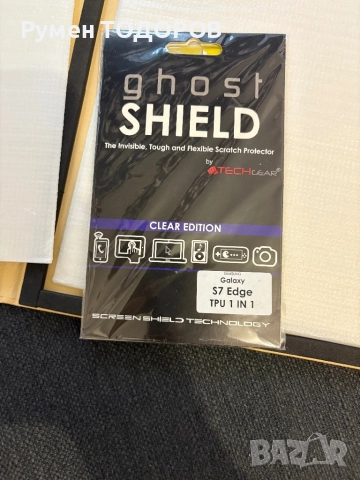 Румен ТОДОРОВ
ghost
SHIELD
The Invisible, Tough and Flexible Scratch Protector
by
TECHGEAR®
CLEAR EDITION
SAMSUNG
Galaxy
S7 Edge
TPU 1 IN 1
SCREEN SHIELD TECHNOLOGY
BAZAR